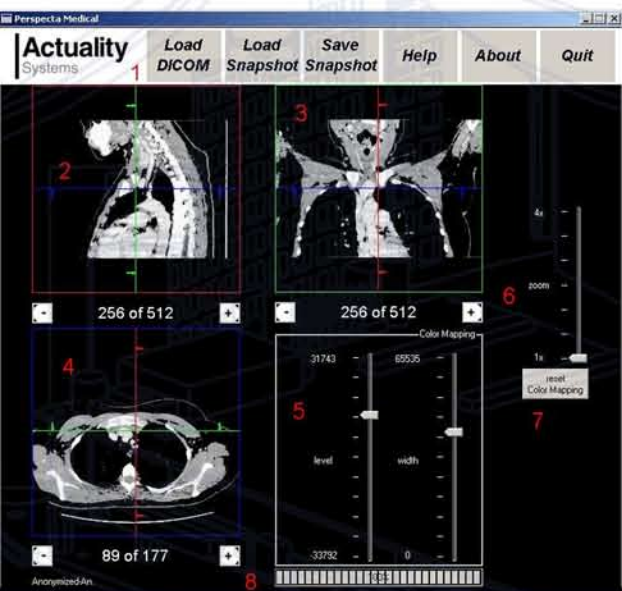 Perspecta Medical
Actuality
Systems
Load
DICOM
Load
Snapshot
Save
Snapshot
Help
About
Quit
1
2
3
256 of 512
256 of 512
4x
zoom
6
1x
reset
Color Mapping
7
4
89 of 177
Color Mapping
31743
65535
5
level
width
-33792
0
Anonymized-An
8